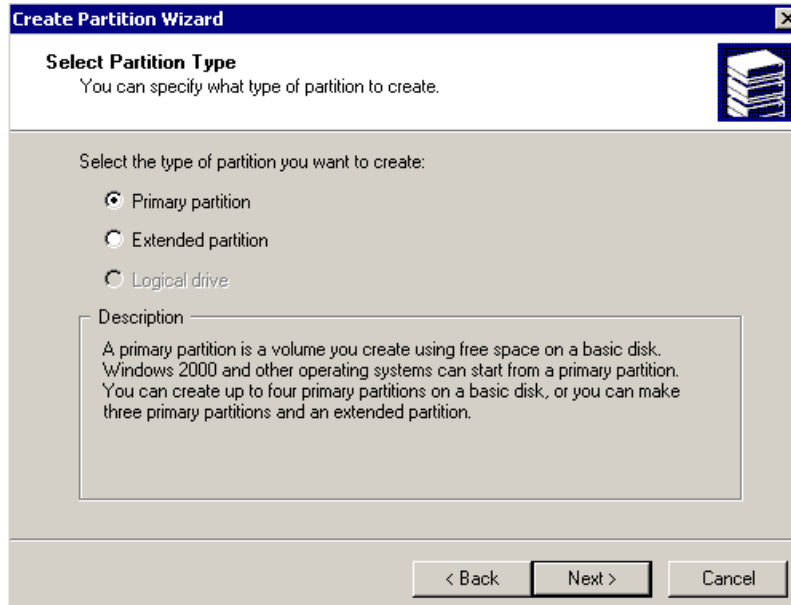 Create Partition Wizard
Select Partition Type
You can specify what type of partition to create.
Select the type of partition you want to create:
Primary partition
Extended partition
Logical drive
Description
A primary partition is a volume you create using free space on a basic disk.
Windows 2000 and other operating systems can start from a primary partition.
You can create up to four primary partitions on a basic disk, or you can make
three primary partitions and an extended partition.
< Back
Next >
Cancel